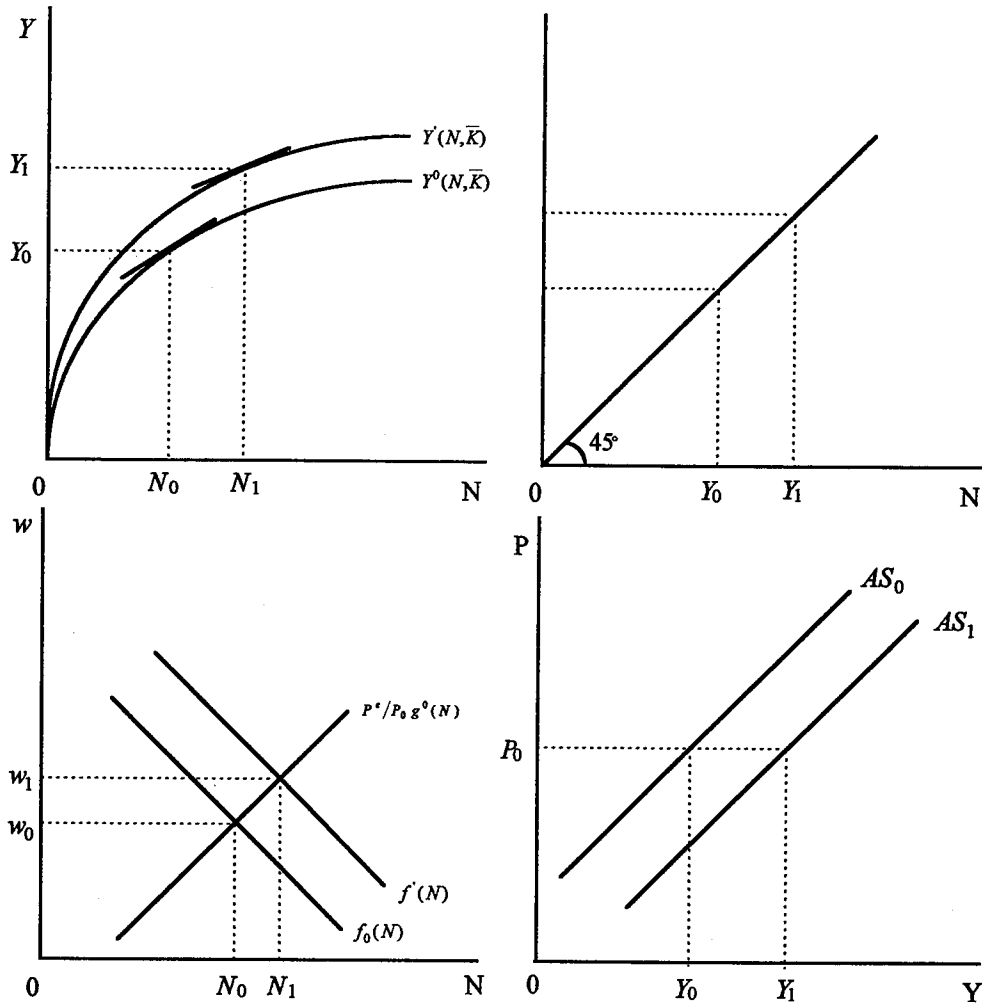 Y
Y'(N,K̅)
Y⁰(N,K̅)
Y₁
Y₀
0
N₀
N₁
N
45°
0
Y₀
Y₁
N
w
Pᵉ/P₀ g⁰(N)
w₁
w₀
f'(N)
f₀(N)
0
N₀
N₁
N
P
AS₀
AS₁
P₀
0
Y₀
Y₁
Y